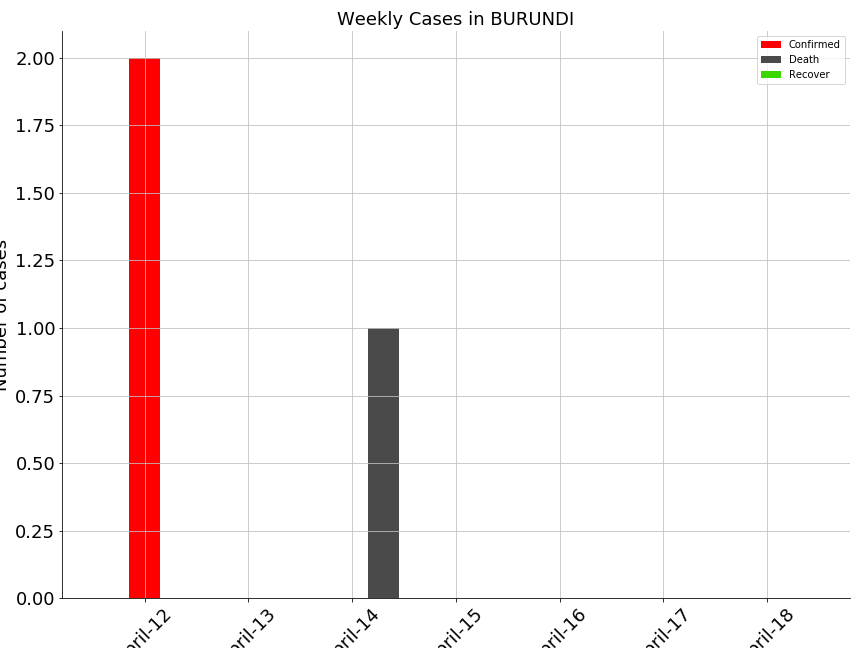 Weekly Cases in BURUNDI
Confirmed
Death
Recover
2.00
1.75
1.50
1.25
1.00
0.75
0.50
0.25
0.00
Number of cases
pril-12
pril-13
pril-14
pril-15
pril-16
pril-17
pril-18